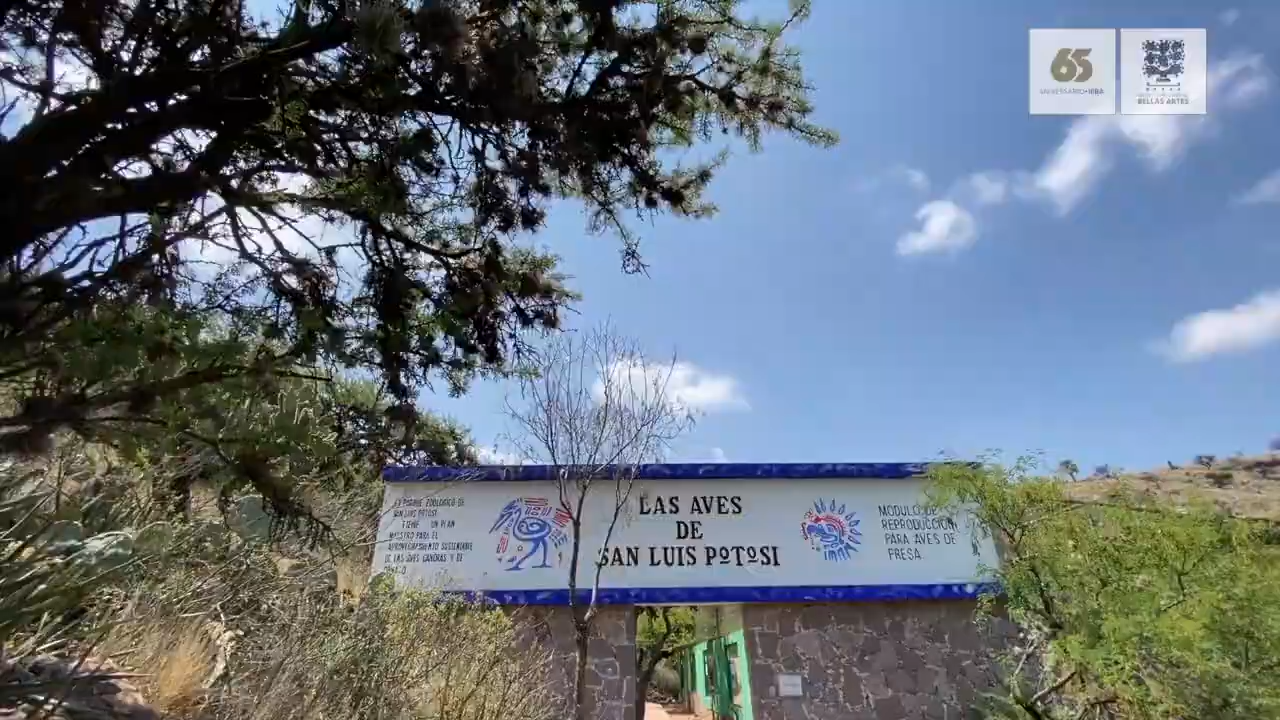 65
ANIVERSARIO
BELLAS ARTES
EL PARQUE ZOOLOGICO DE
SAN LUIS POTOSI
TIENE UN PLAN
MAESTRO PARA EL
APROVECHAMIENTO SUSTENTABLE
DE LAS AVES CANORAS Y DE
LAS AVES
DE
SAN LUIS POTOSI
MODULO DE
REPRODUCCION
PARA AVES DE
PRESA